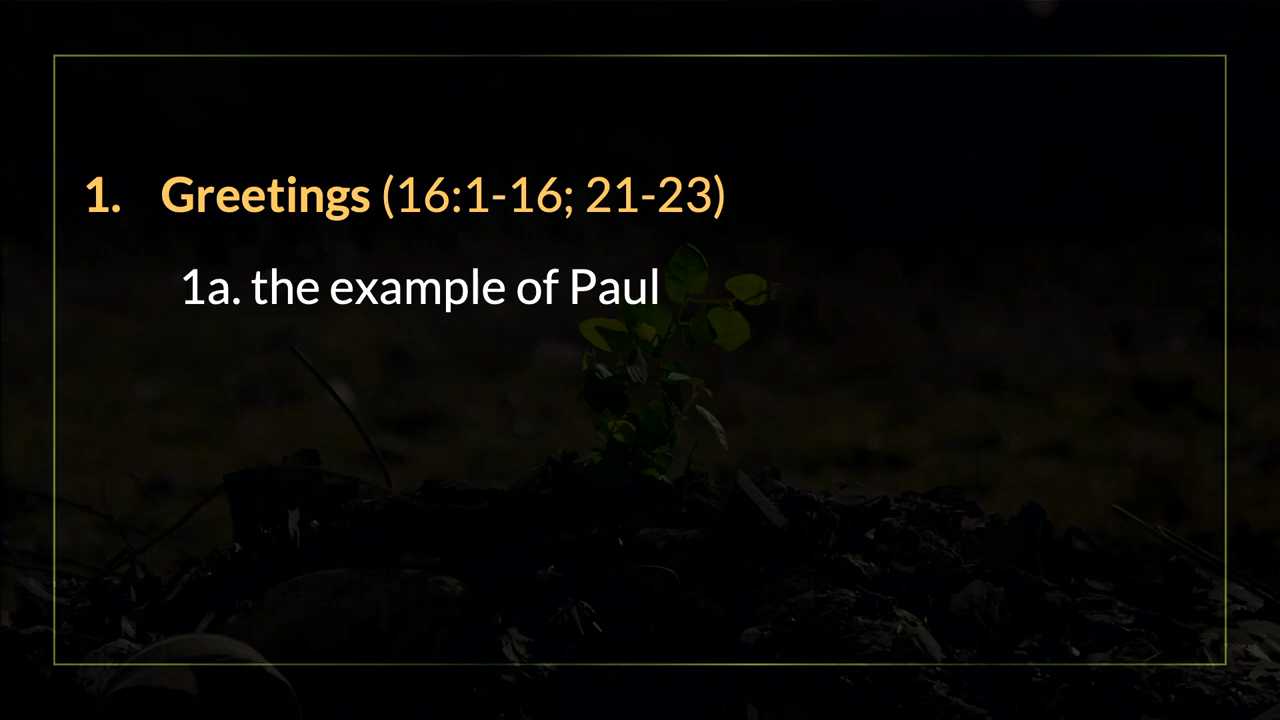 1. Greetings (16:1-16; 21-23)
1a. the example of Paul